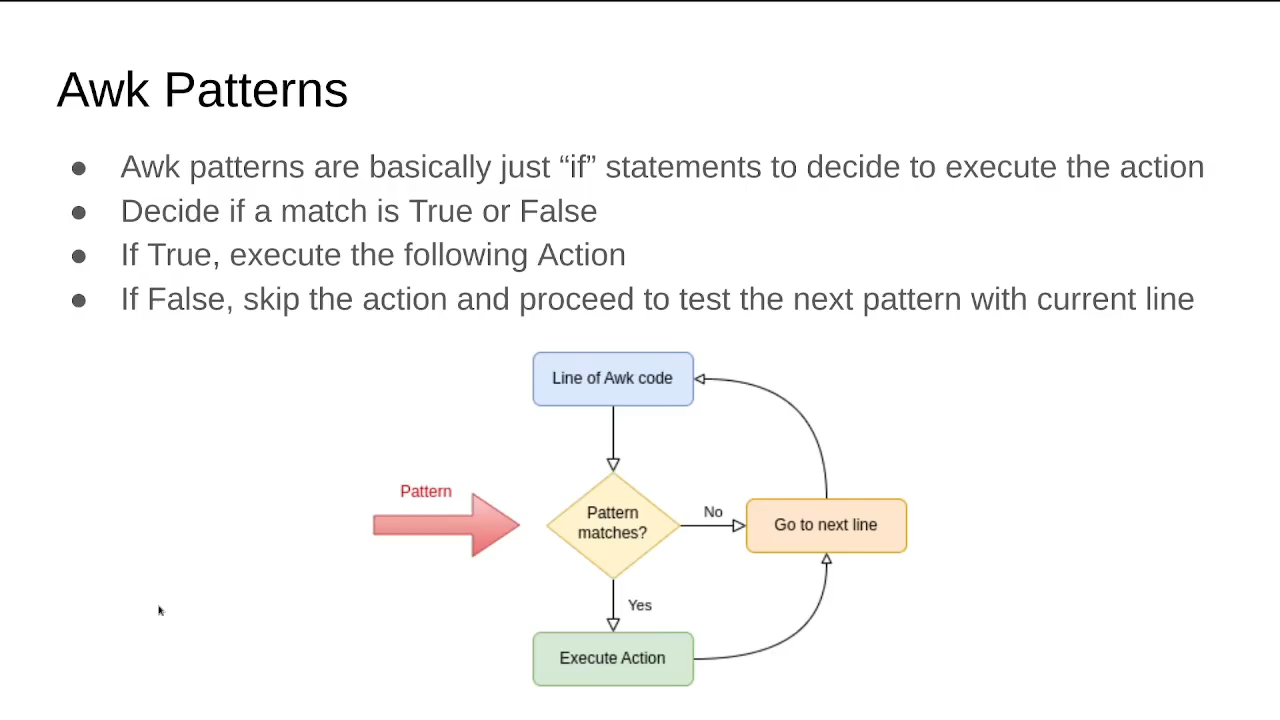 Awk Patterns
● Awk patterns are basically just “if” statements to decide to execute the action
● Decide if a match is True or False
● If True, execute the following Action
● If False, skip the action and proceed to test the next pattern with current line
Line of Awk code
Pattern
Pattern
matches?
No
Go to next line
Yes
Execute Action